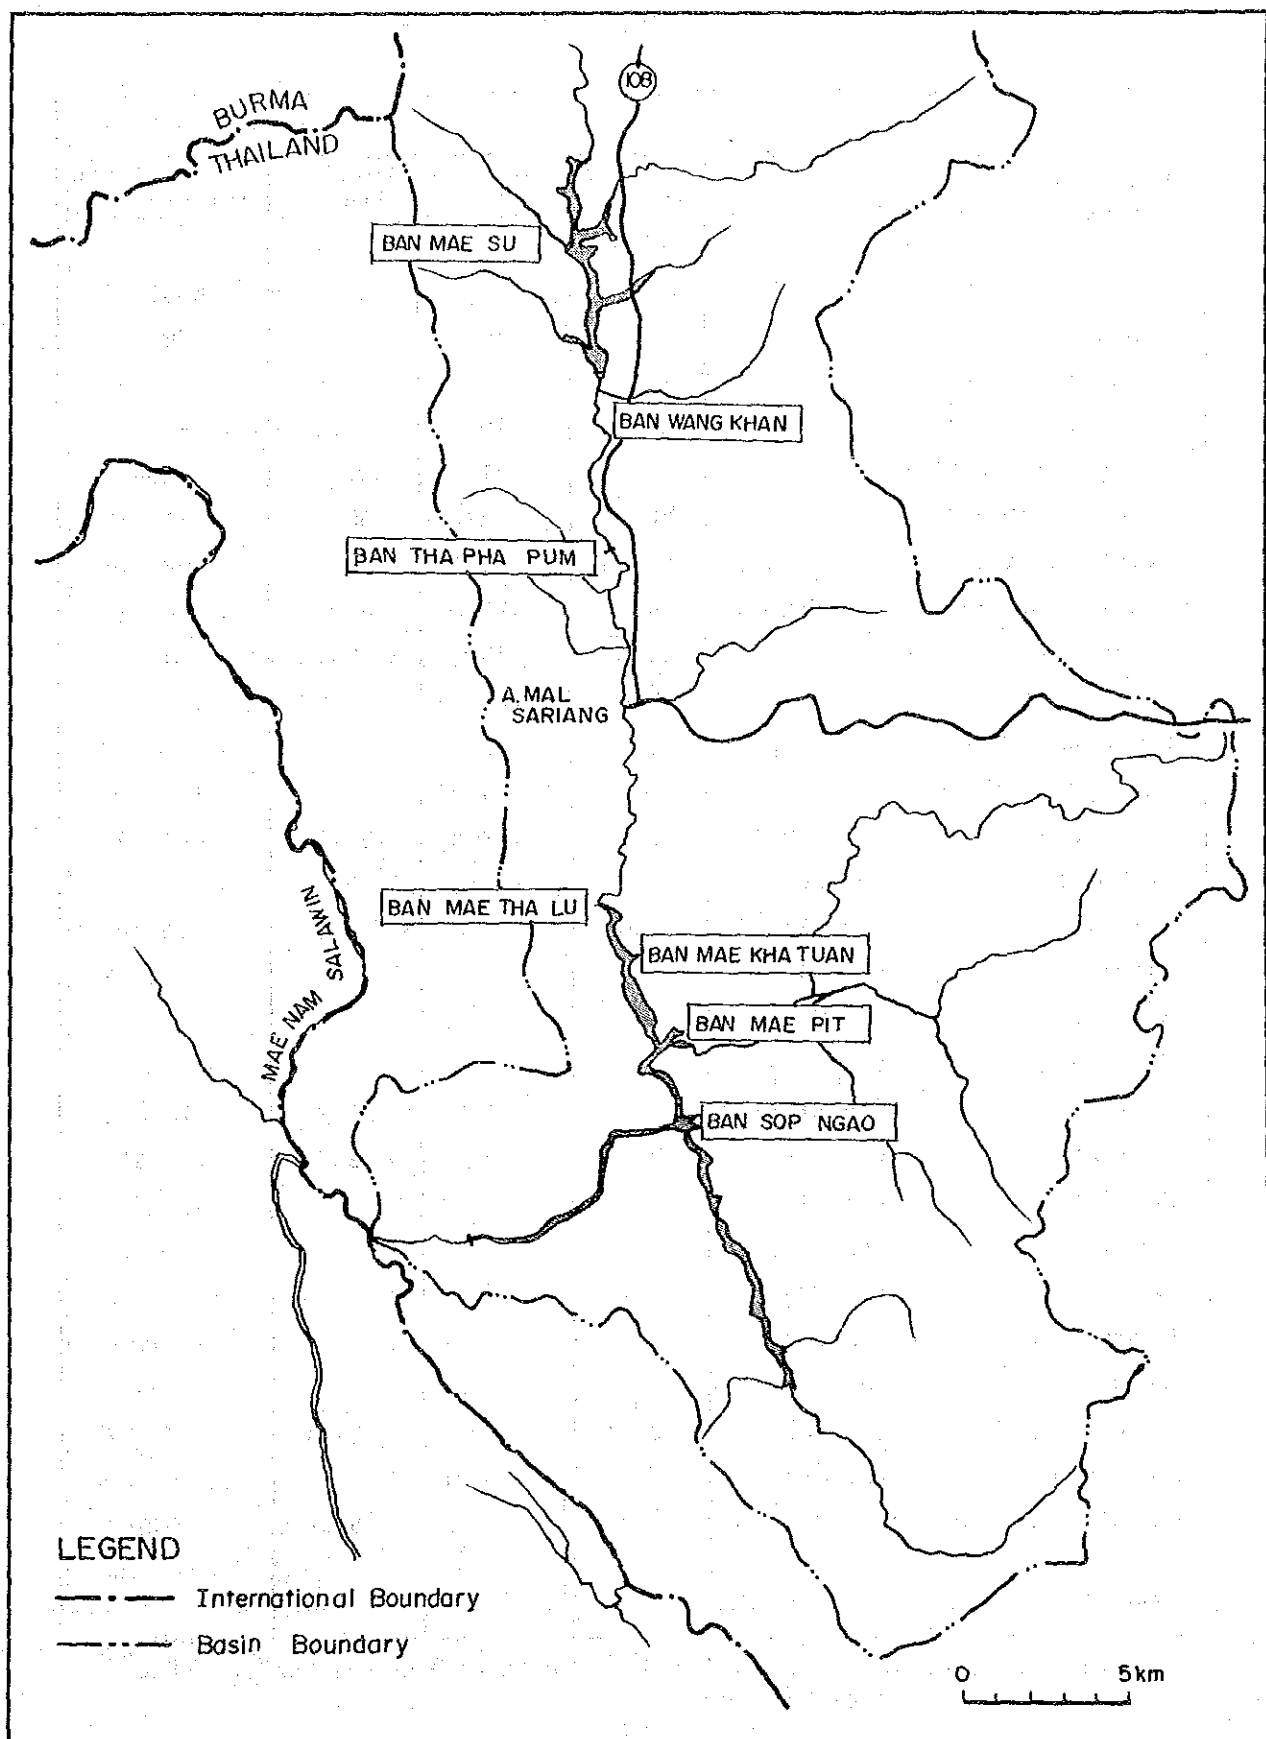 108
BURMA
THAILAND
BAN MAE SU
BAN WANG KHAN
BAN THA PHA PUM
A. MAL
SARIANG
BAN MAE THA LU
MAE NAM SALAWIN
BAN MAE KHA TUAN
BAN MAE PIT
BAN SOP NGAO
LEGEND
International Boundary
Basin Boundary
0 5km